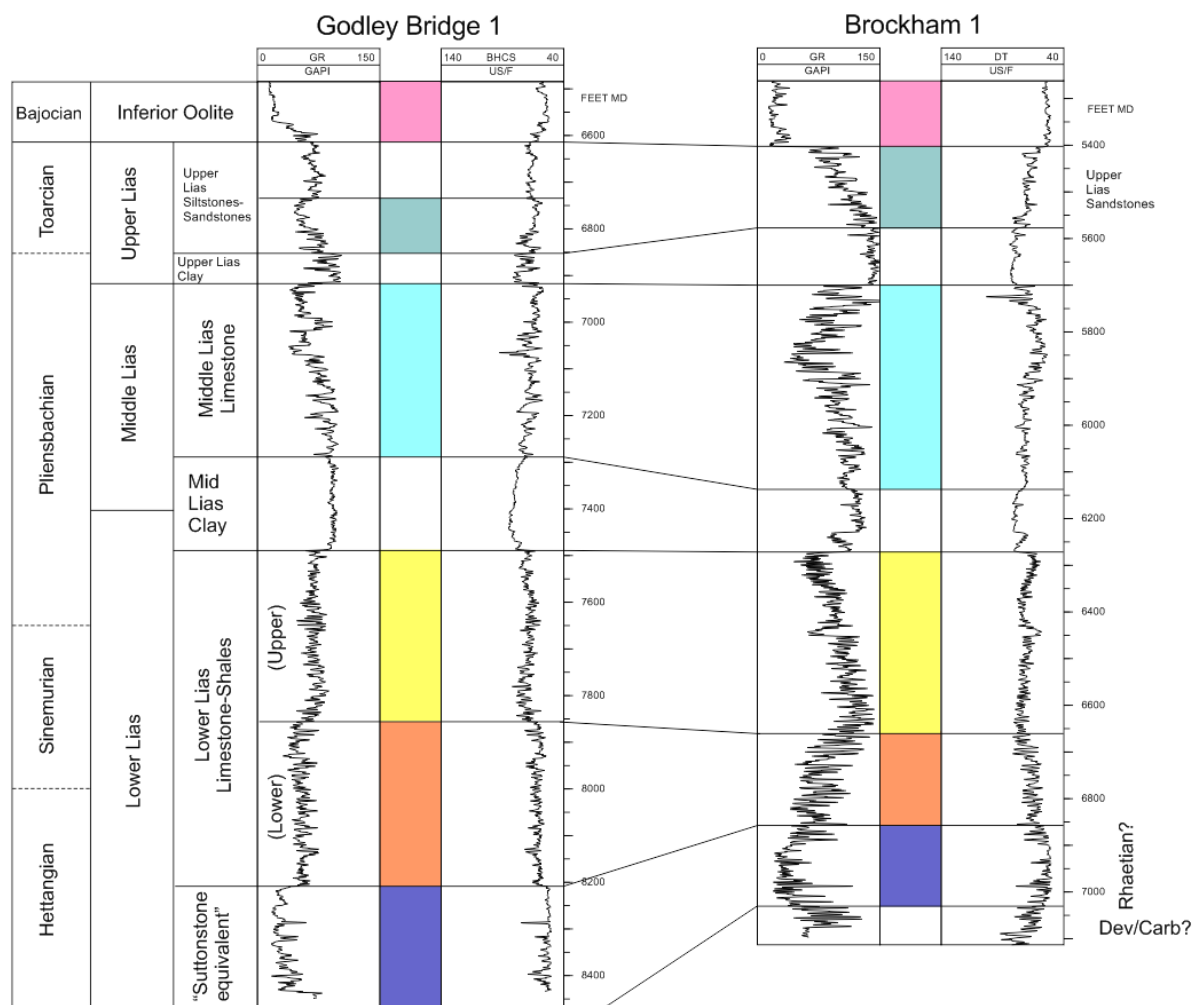 Godley Bridge 1
Brockham 1
0 GR 150
GAPI
140 BHCS 40
US/F
0 GR 150
GAPI
140 DT 40
US/F
FEET MD
FEET MD
Bajocian
Inferior Oolite
6600
5400
Toarcian
Upper Lias
Upper
Lias
Siltstones-
Sandstones
Upper
Lias
Sandstones
6800
5600
Upper Lias
Clay
Pliensbachian
Middle Lias
Middle Lias
Limestone
7000
5800
7200
6000
Mid
Lias
Clay
7400
6200
Sinemurian
Lower Lias
Lower Lias
Limestone-Shales
(Upper)
7600
6400
7800
6600
(Lower)
8000
6800
Hettangian
8200
7000
Rhaetian?
Dev/Carb?
"Suttonstone
equivalent"
8400